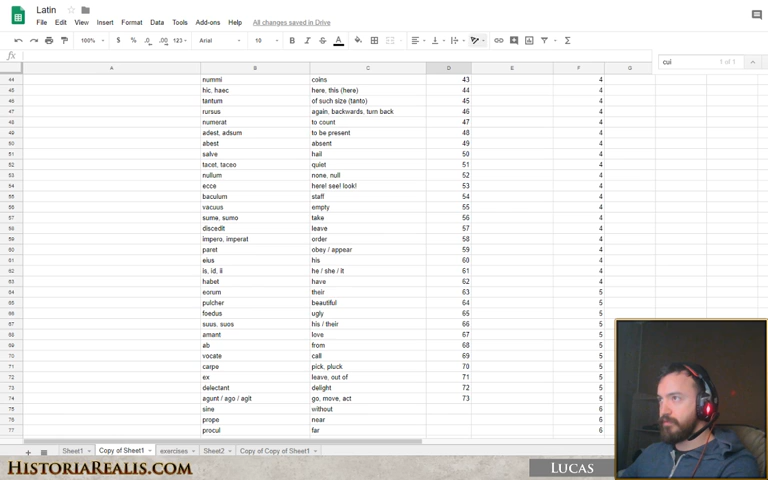 Latin
File Edit View Insert Format Data Tools Add-ons Help All changes saved in Drive
100% $ % .0 .00 123 Arial 10 B I S A
fx
cui 1 of 1
A B C D E F G
44 nummi coins 43 4
45 hic, haec here, this (here) 44 4
46 tantum of such size (tanto) 45 4
47 rursus again, backwards, turn back 46 4
48 numerat to count 47 4
49 adest, adsum to be present 48 4
50 abest absent 49 4
51 salve hail 50 4
52 tacet, taceo quiet 51 4
53 nullum none, null 52 4
54 ecce here! see! look! 53 4
55 baculum staff 54 4
56 vacuus empty 55 4
57 sume, sumo take 56 4
58 discedit leave 57 4
59 impero, imperat order 58 4
60 paret obey / appear 59 4
61 eius his 60 4
62 is, id, ii he / she / it 61 4
63 habet have 62 4
64 eorum their 63 5
65 pulcher beautiful 64 5
66 foedus ugly 65 5
67 suus, suos his / their 66 5
68 amant love 67 5
69 ab from 68 5
70 vocate call 69 5
71 carpe pick, pluck 70 5
72 ex leave, out of 71 5
73 delectant delight 72 5
74 agunt / ago / agit go, move, act 73 5
75 sine without 6
76 prope near 6
77 procul far 6
Sheet1 Copy of Sheet1 exercises Sheet2 Copy of Copy of Sheet1
HISTORIAREALIS.COM LUCAS